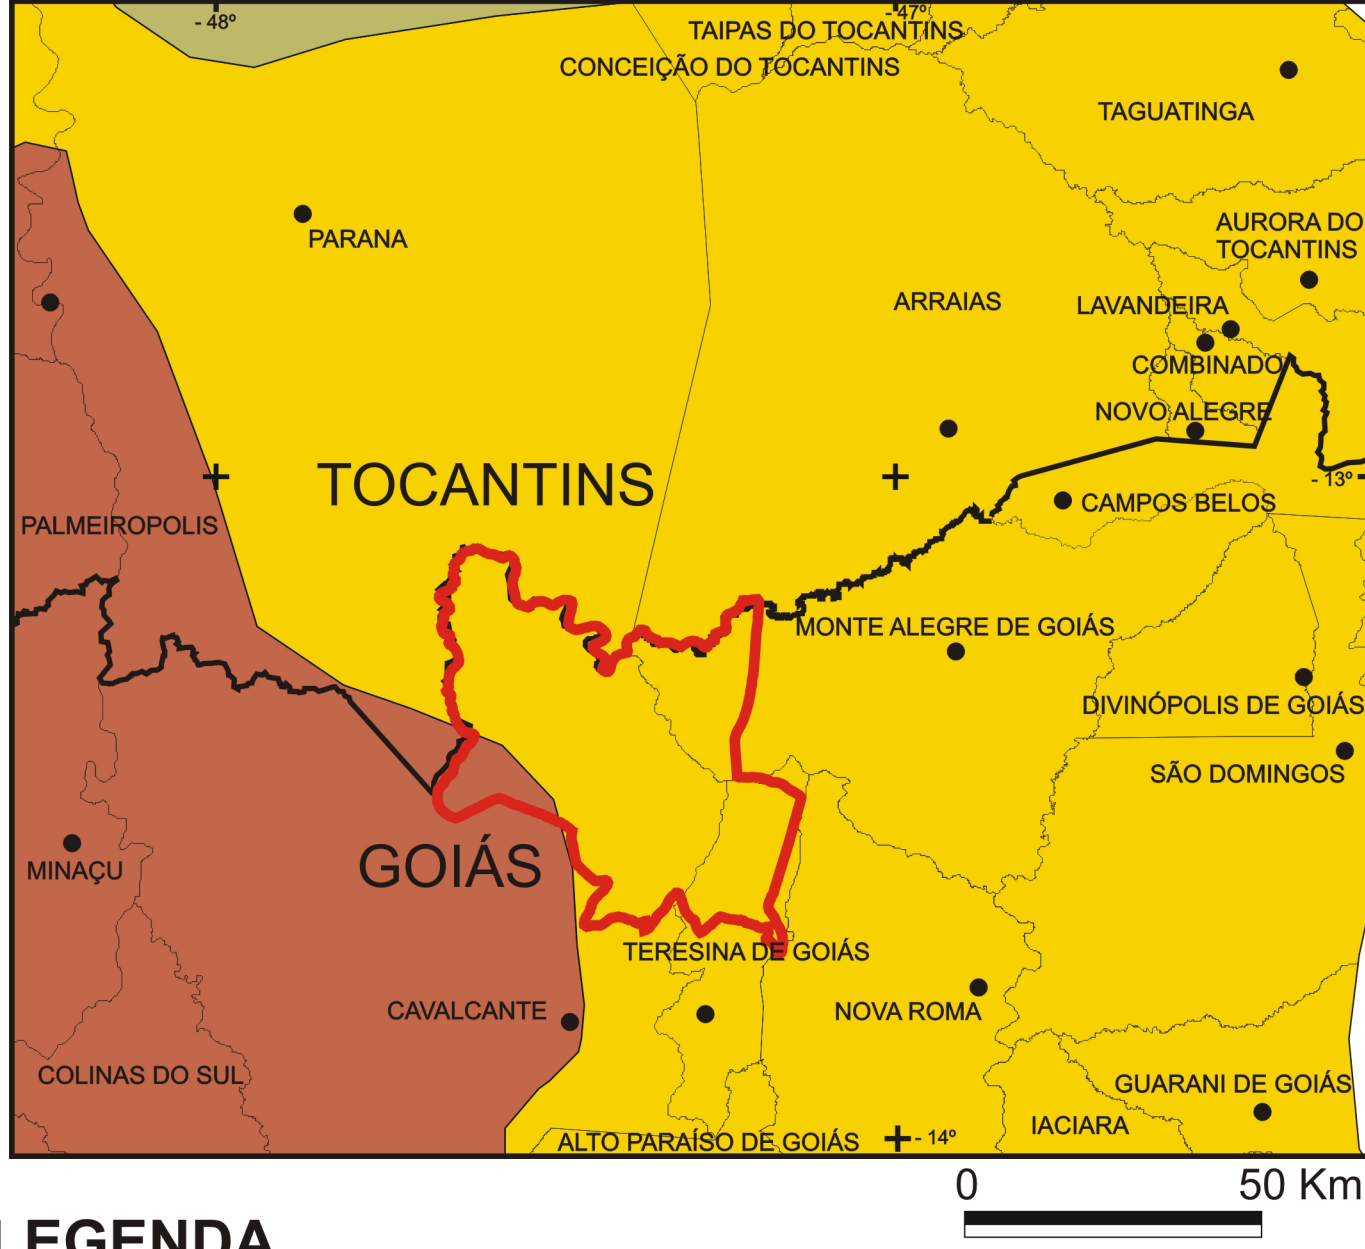 - 48º
- 47º
TAIPAS DO TOCANTINS
CONCEIÇÃO DO TOCANTINS
TAGUATINGA
PARANA
AURORA DO
TOCANTINS
ARRAIAS
LAVANDEIRA
COMBINADO
NOVO ALEGRE
TOCANTINS
- 13º
CAMPOS BELOS
PALMEIROPOLIS
MONTE ALEGRE DE GOIÁS
DIVINÓPOLIS DE GOIÁS
SÃO DOMINGOS
GOIÁS
MINAÇU
TERESINA DE GOIÁS
CAVALCANTE
NOVA ROMA
COLINAS DO SUL
GUARANI DE GOIÁS
IACIARA
ALTO PARAÍSO DE GOIÁS
- 14º
0 50 Km
EGENDA